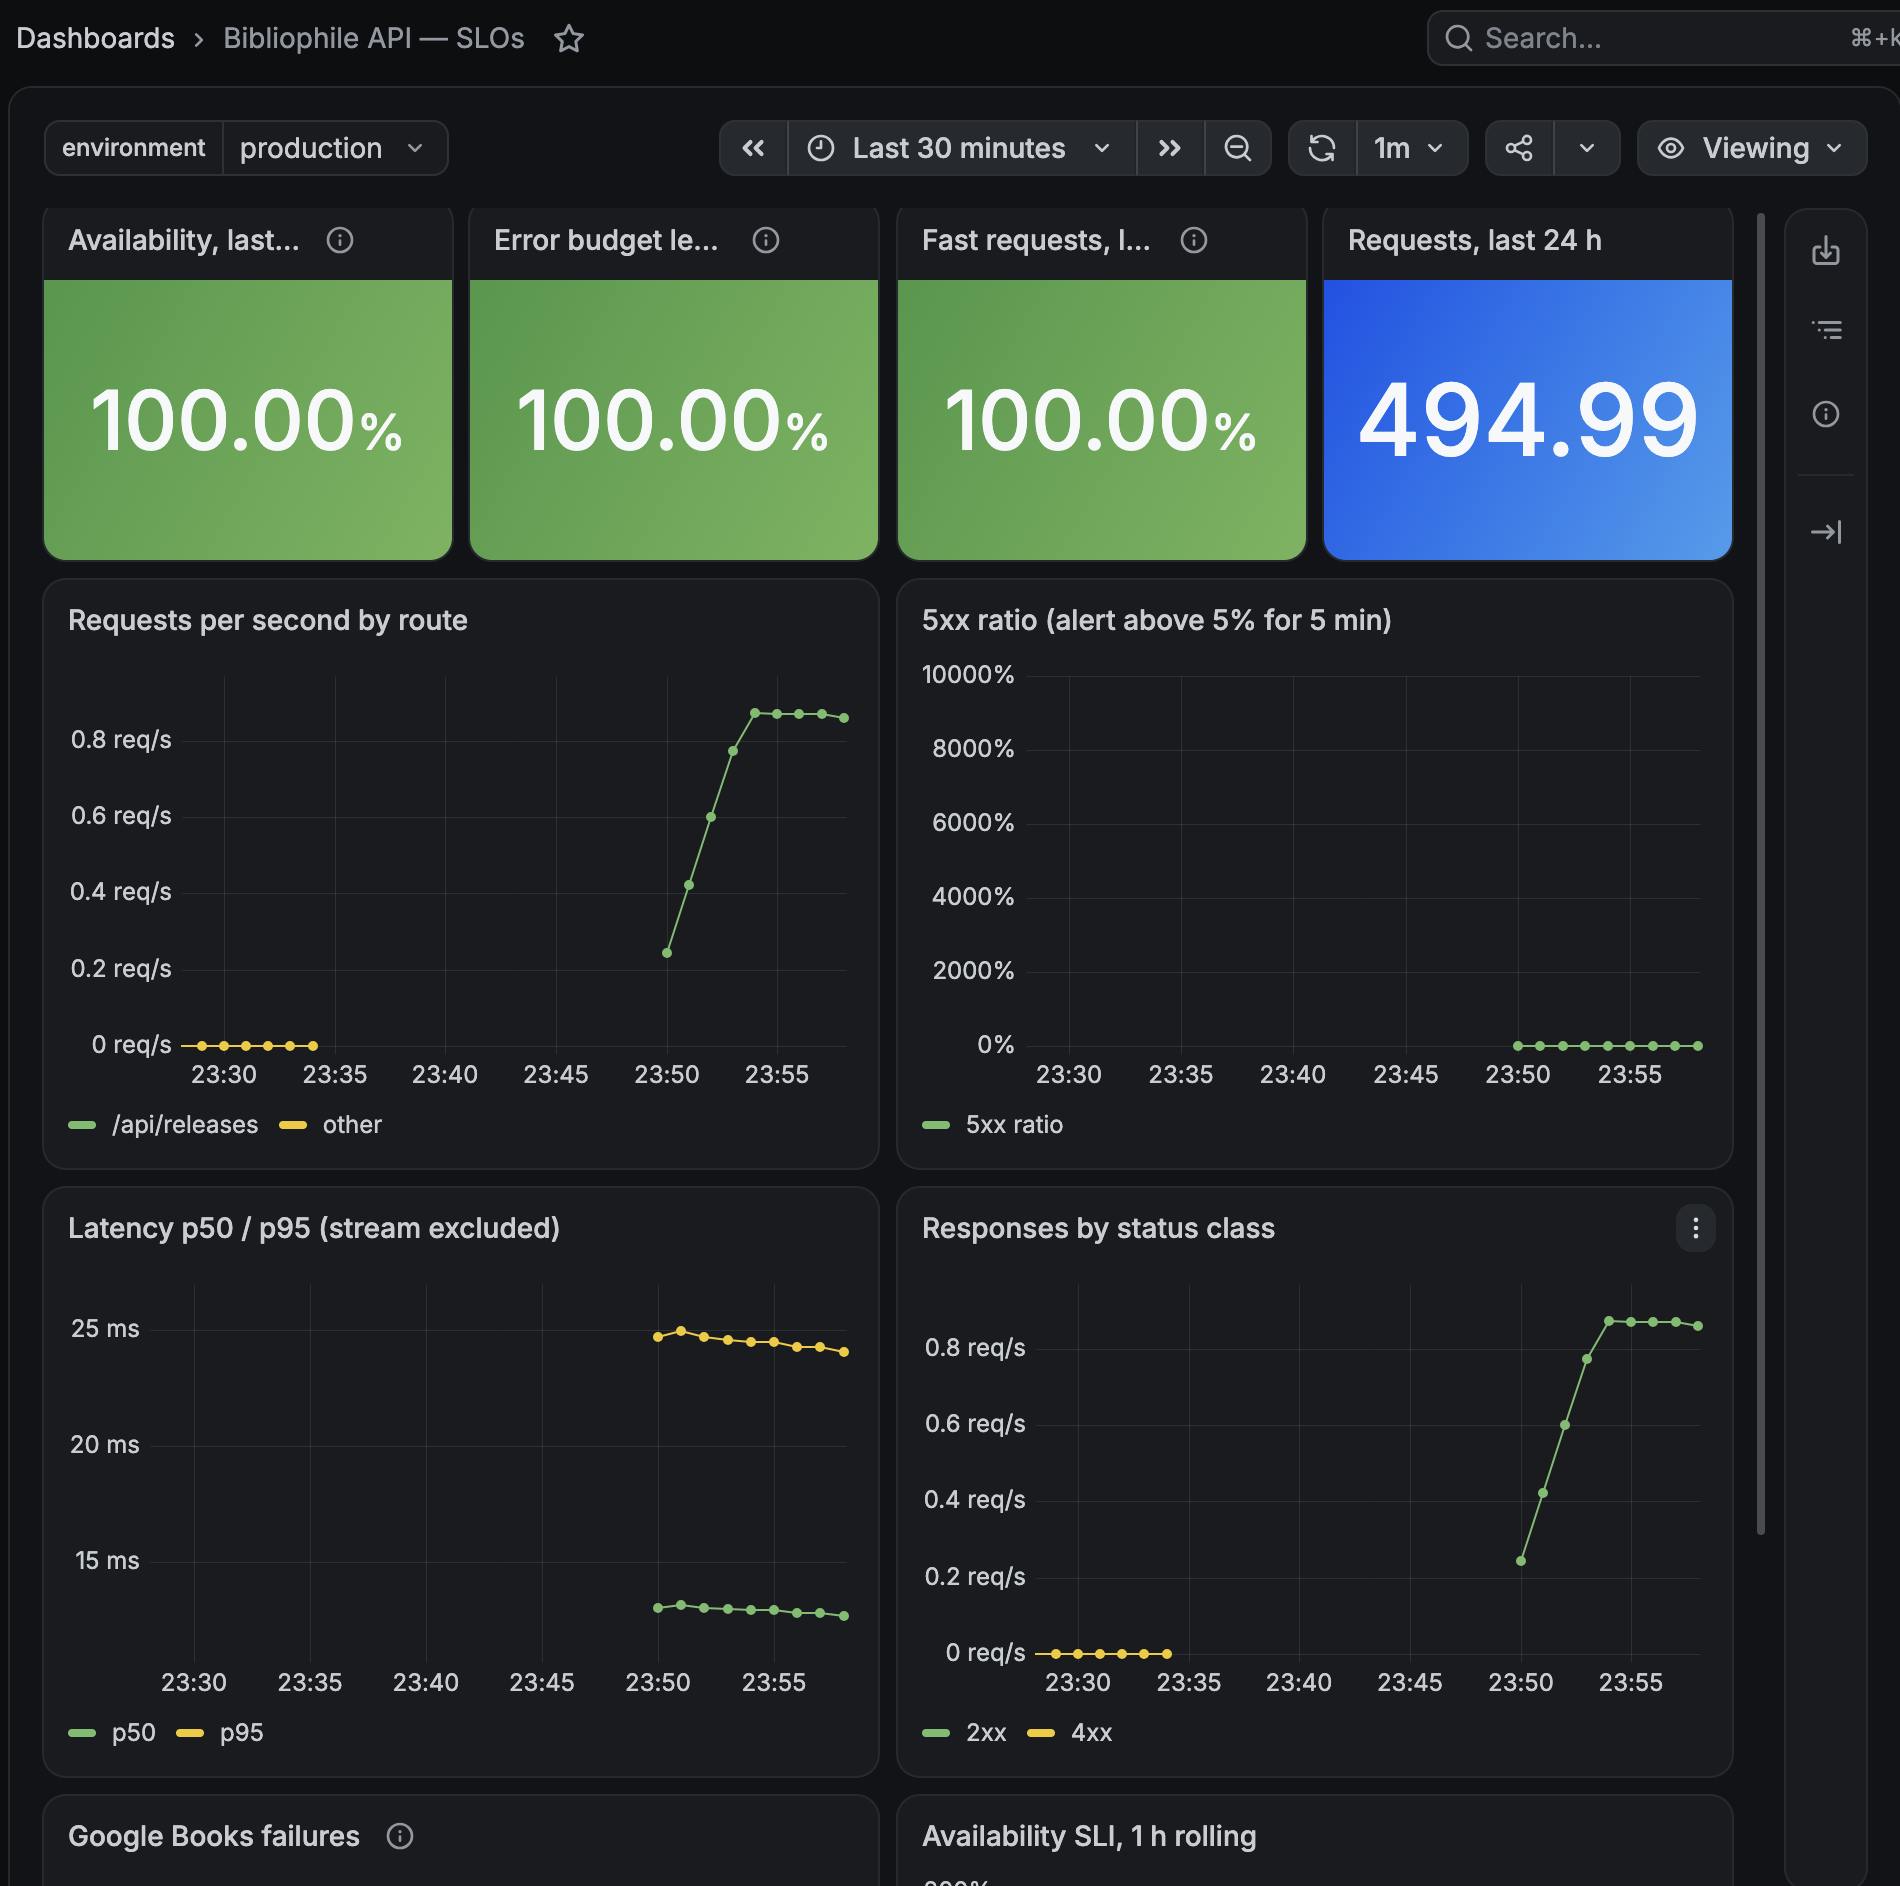 Dashboards › Bibliophile API — SLOs
Search...
⌘+k
environment production
Last 30 minutes
1m
Viewing
Availability, last...
Error budget le...
Fast requests, l...
Requests, last 24 h
100.00%
100.00%
100.00%
494.99
Requests per second by route
0.8 req/s
0.6 req/s
0.4 req/s
0.2 req/s
0 req/s
23:30 23:35 23:40 23:45 23:50 23:55
/api/releases other
5xx ratio (alert above 5% for 5 min)
10000%
8000%
6000%
4000%
2000%
0%
23:30 23:35 23:40 23:45 23:50 23:55
5xx ratio
Latency p50 / p95 (stream excluded)
25 ms
20 ms
15 ms
23:30 23:35 23:40 23:45 23:50 23:55
p50 p95
Responses by status class
0.8 req/s
0.6 req/s
0.4 req/s
0.2 req/s
0 req/s
23:30 23:35 23:40 23:45 23:50 23:55
2xx 4xx
Google Books failures
Availability SLI, 1 h rolling